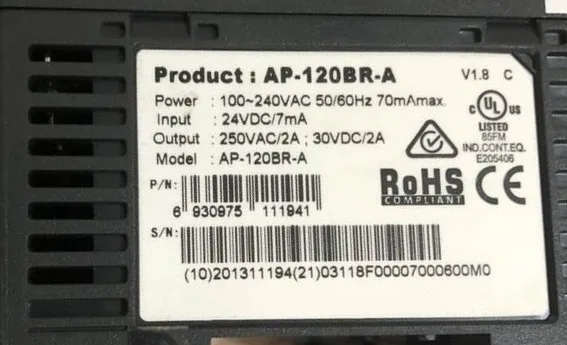 Product : AP-120BR-A
V1.8 C
Power : 100~240VAC 50/60Hz 70mAmax.
Input : 24VDC/7mA
Output : 250VAC/2A ; 30VDC/2A
Model : AP-120BR-A
C UL US
LISTED
85FM
IND.CONT.EQ.
E205406
RoHS
COMPLIANT
CE
P/N:
6 930975 111941
S/N:
(10)201311194(21)03118F00007000600M0